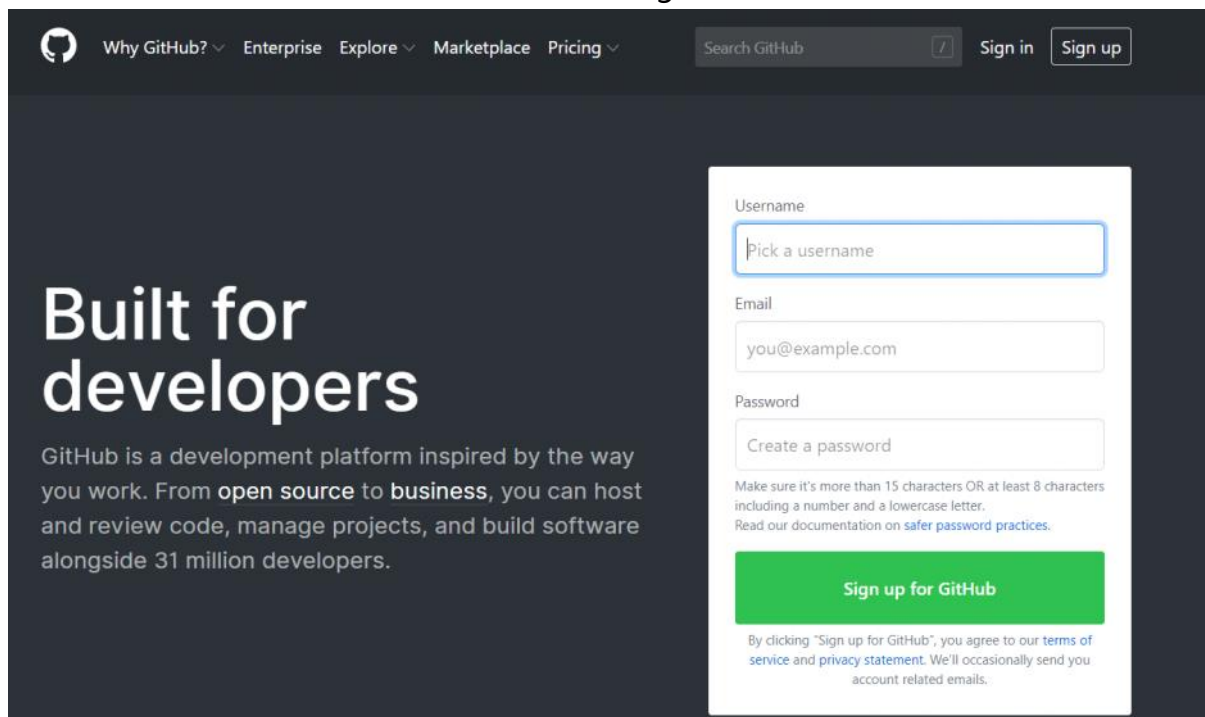 Why GitHub? Enterprise Explore Marketplace Pricing Search GitHub / Sign in Sign up
Built for
developers
GitHub is a development platform inspired by the way
you work. From open source to business, you can host
and review code, manage projects, and build software
alongside 31 million developers.
Username
Pick a username
Email
you@example.com
Password
Create a password
Make sure it's more than 15 characters OR at least 8 characters
including a number and a lowercase letter.
Read our documentation on safer password practices.
Sign up for GitHub
By clicking "Sign up for GitHub", you agree to our terms of
service and privacy statement. We'll occasionally send you
account related emails.